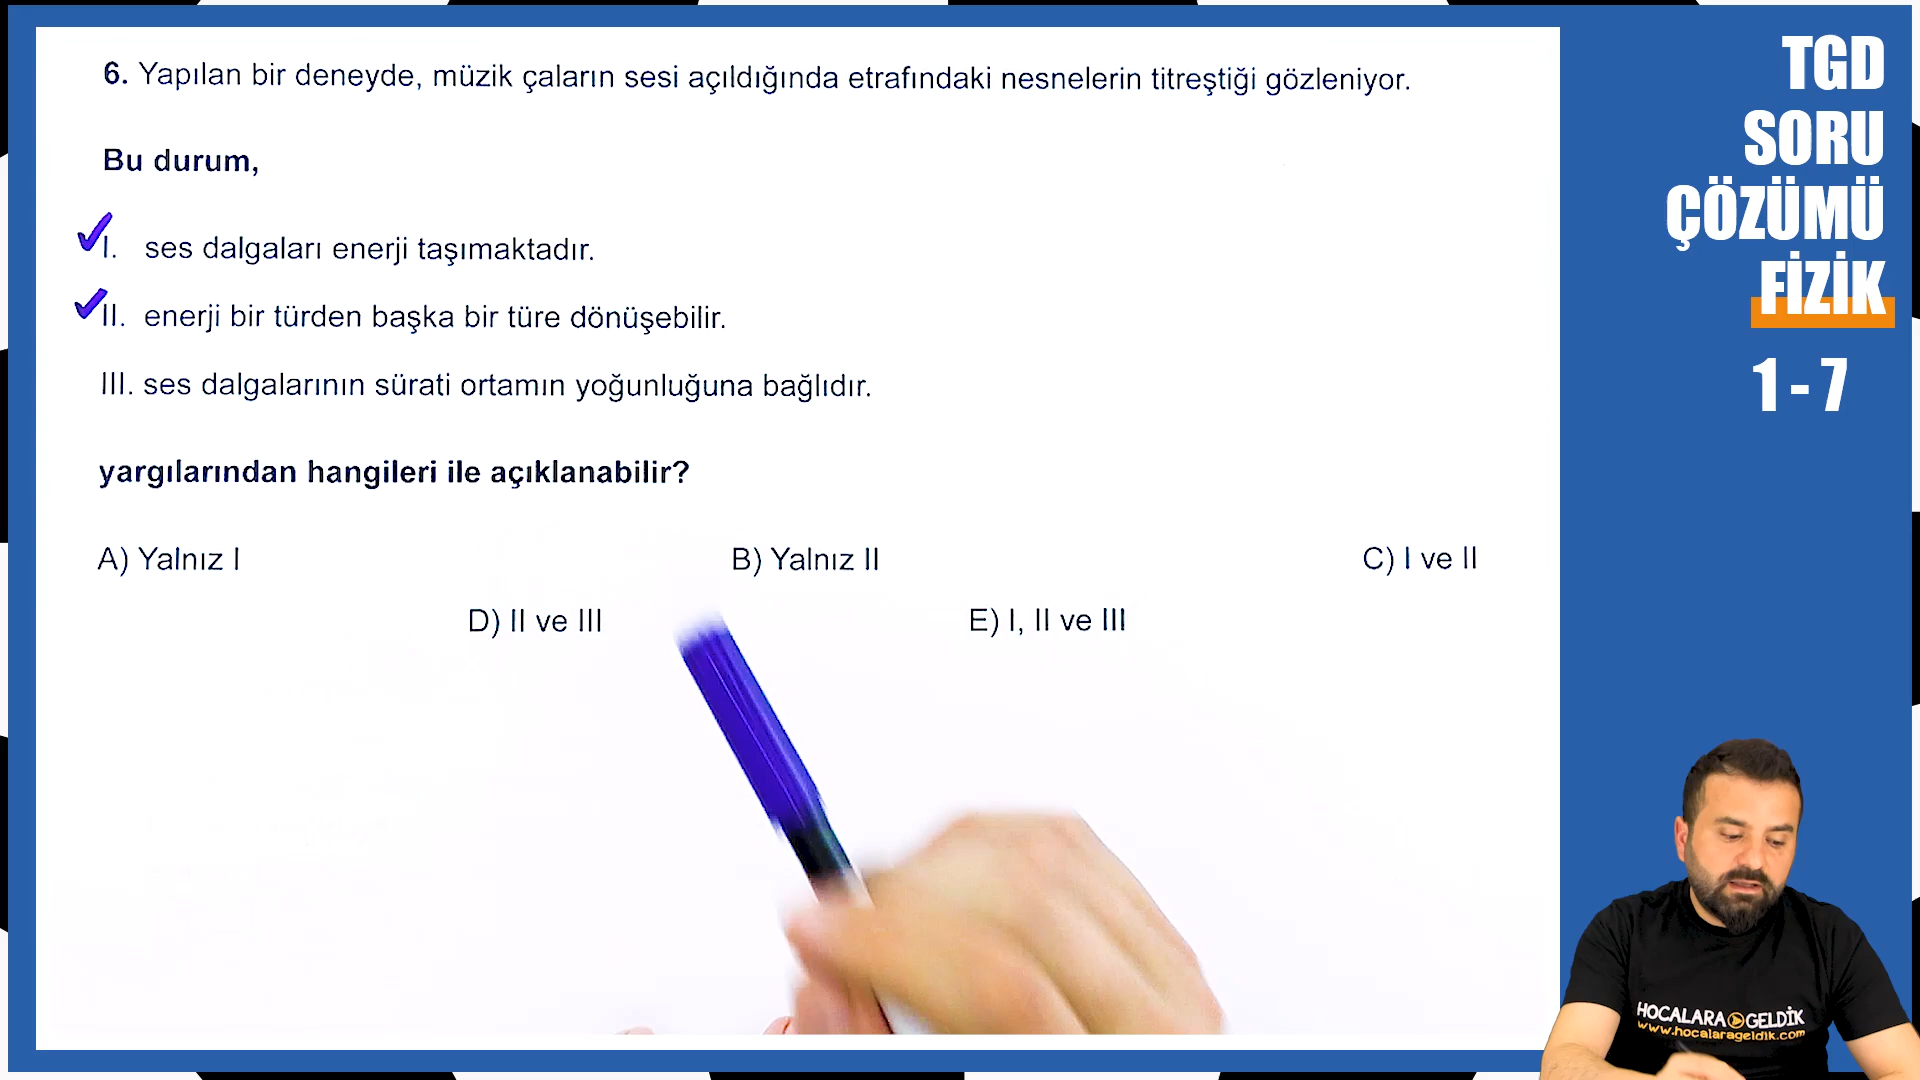 6. Yapılan bir deneyde, müzik çaların sesi açıldığında etrafındaki nesnelerin titreştiği gözleniyor.
Bu durum,
I. ses dalgaları enerji taşımaktadır.
II. enerji bir türden başka bir türe dönüşebilir.
III. ses dalgalarının sürati ortamın yoğunluğuna bağlıdır.
yargılarından hangileri ile açıklanabilir?
A) Yalnız I
B) Yalnız II
C) I ve II
D) II ve III
E) I, II ve III
TGD
SORU
ÇÖZÜMÜ
FİZİK
1 - 7
HOCALARA GELDİK
www.hocalarageldik.com